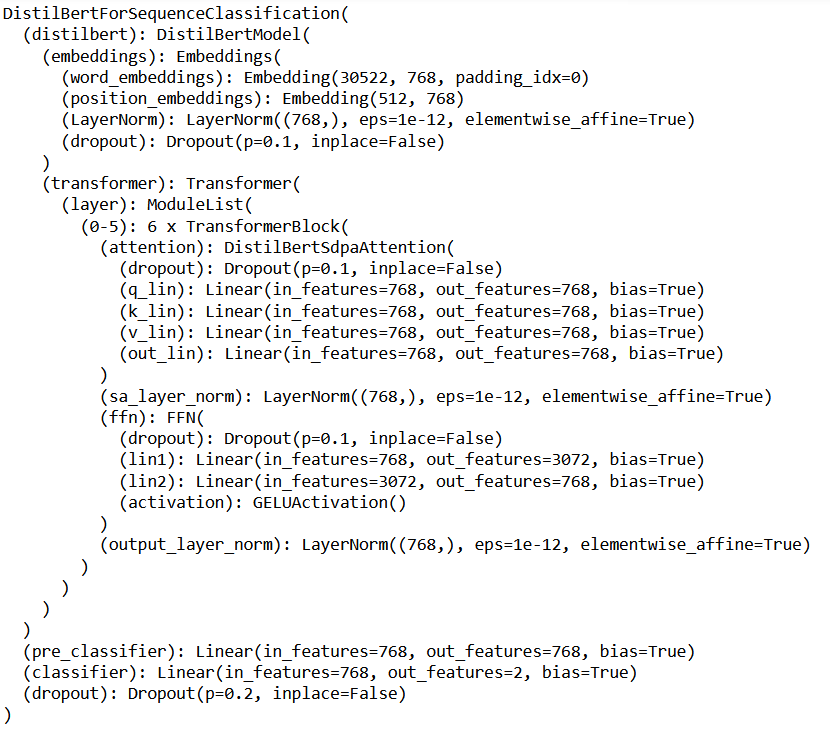 DistilBertForSequenceClassification(
  (distilbert): DistilBertModel(
    (embeddings): Embeddings(
      (word_embeddings): Embedding(30522, 768, padding_idx=0)
      (position_embeddings): Embedding(512, 768)
      (LayerNorm): LayerNorm((768,), eps=1e-12, elementwise_affine=True)
      (dropout): Dropout(p=0.1, inplace=False)
    )
    (transformer): Transformer(
      (layer): ModuleList(
        (0-5): 6 x TransformerBlock(
          (attention): DistilBertSdpaAttention(
            (dropout): Dropout(p=0.1, inplace=False)
            (q_lin): Linear(in_features=768, out_features=768, bias=True)
            (k_lin): Linear(in_features=768, out_features=768, bias=True)
            (v_lin): Linear(in_features=768, out_features=768, bias=True)
            (out_lin): Linear(in_features=768, out_features=768, bias=True)
          )
          (sa_layer_norm): LayerNorm((768,), eps=1e-12, elementwise_affine=True)
          (ffn): FFN(
            (dropout): Dropout(p=0.1, inplace=False)
            (lin1): Linear(in_features=768, out_features=3072, bias=True)
            (lin2): Linear(in_features=3072, out_features=768, bias=True)
            (activation): GELUActivation()
          )
          (output_layer_norm): LayerNorm((768,), eps=1e-12, elementwise_affine=True)
        )
      )
    )
  )
  (pre_classifier): Linear(in_features=768, out_features=768, bias=True)
  (classifier): Linear(in_features=768, out_features=2, bias=True)
  (dropout): Dropout(p=0.2, inplace=False)
)